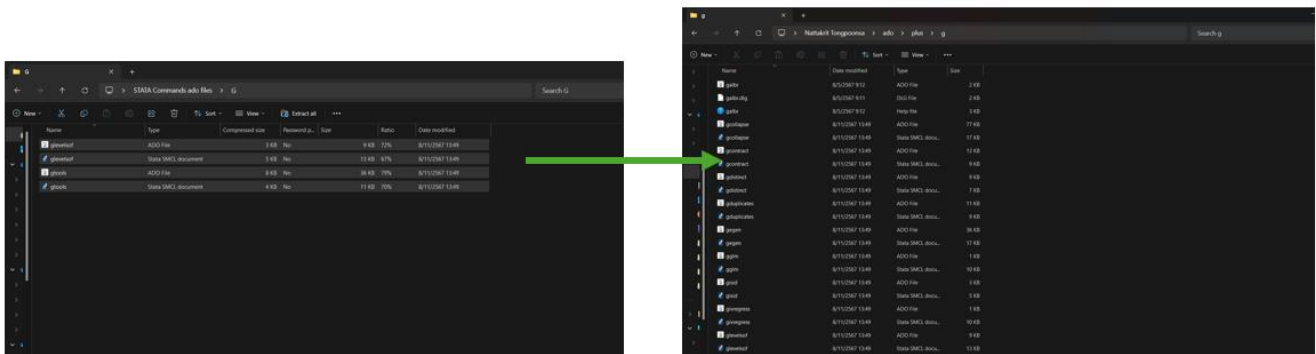 G
STATA Commands ado files > G
Search G
New Sort View Extract all
Name Type Compressed size Password p... Size Ratio Date modified
glevelsof ADO File 3 KB No 9 KB 72% 8/11/2567 13:49
glevelsof Stata SMCL document 5 KB No 13 KB 67% 8/11/2567 13:49
gtools ADO File 8 KB No 36 KB 79% 8/11/2567 13:49
gtools Stata SMCL document 4 KB No 11 KB 70% 8/11/2567 13:49
g
Nattakrit Tongpoonsa > ado > plus > g
Search g
New Sort View
Name Date modified Type Size
galbr 8/5/2567 9:12 ADO File 2 KB
galbr.dlg 8/5/2567 9:11 DLG File 2 KB
galbr 8/5/2567 9:12 Help File 3 KB
gcollapse 8/11/2567 13:49 ADO File 77 KB
gcollapse 8/11/2567 13:49 Stata SMCL docu... 17 KB
gcontract 8/11/2567 13:49 ADO File 13 KB
gcontract 8/11/2567 13:49 Stata SMCL docu... 9 KB
gdistinct 8/11/2567 13:49 ADO File
gdistinct 8/11/2567 13:49 Stata SMCL docu... 7 KB
gduplicates 8/11/2567 13:49 ADO File 11 KB
gduplicates 8/11/2567 13:49 Stata SMCL docu... 9 KB
gegen 8/11/2567 13:49 ADO File 36 KB
gegen 8/11/2567 13:49 Stata SMCL docu... 17 KB
gglm 8/11/2567 13:49 ADO File 1 KB
gglm 8/11/2567 13:49 Stata SMCL docu... 10 KB
8/11/2567 13:49 ADO File 3 KB
8/11/2567 13:49 Stata SMCL docu... 5 KB
givregress 8/11/2567 13:49 ADO File 1 KB
givregress 8/11/2567 13:49 Stata SMCL docu... 10 KB
glevelsof 8/11/2567 13:49 ADO File 9 KB
glevelsof 8/11/2567 13:49 Stata SMCL docu... 13 KB